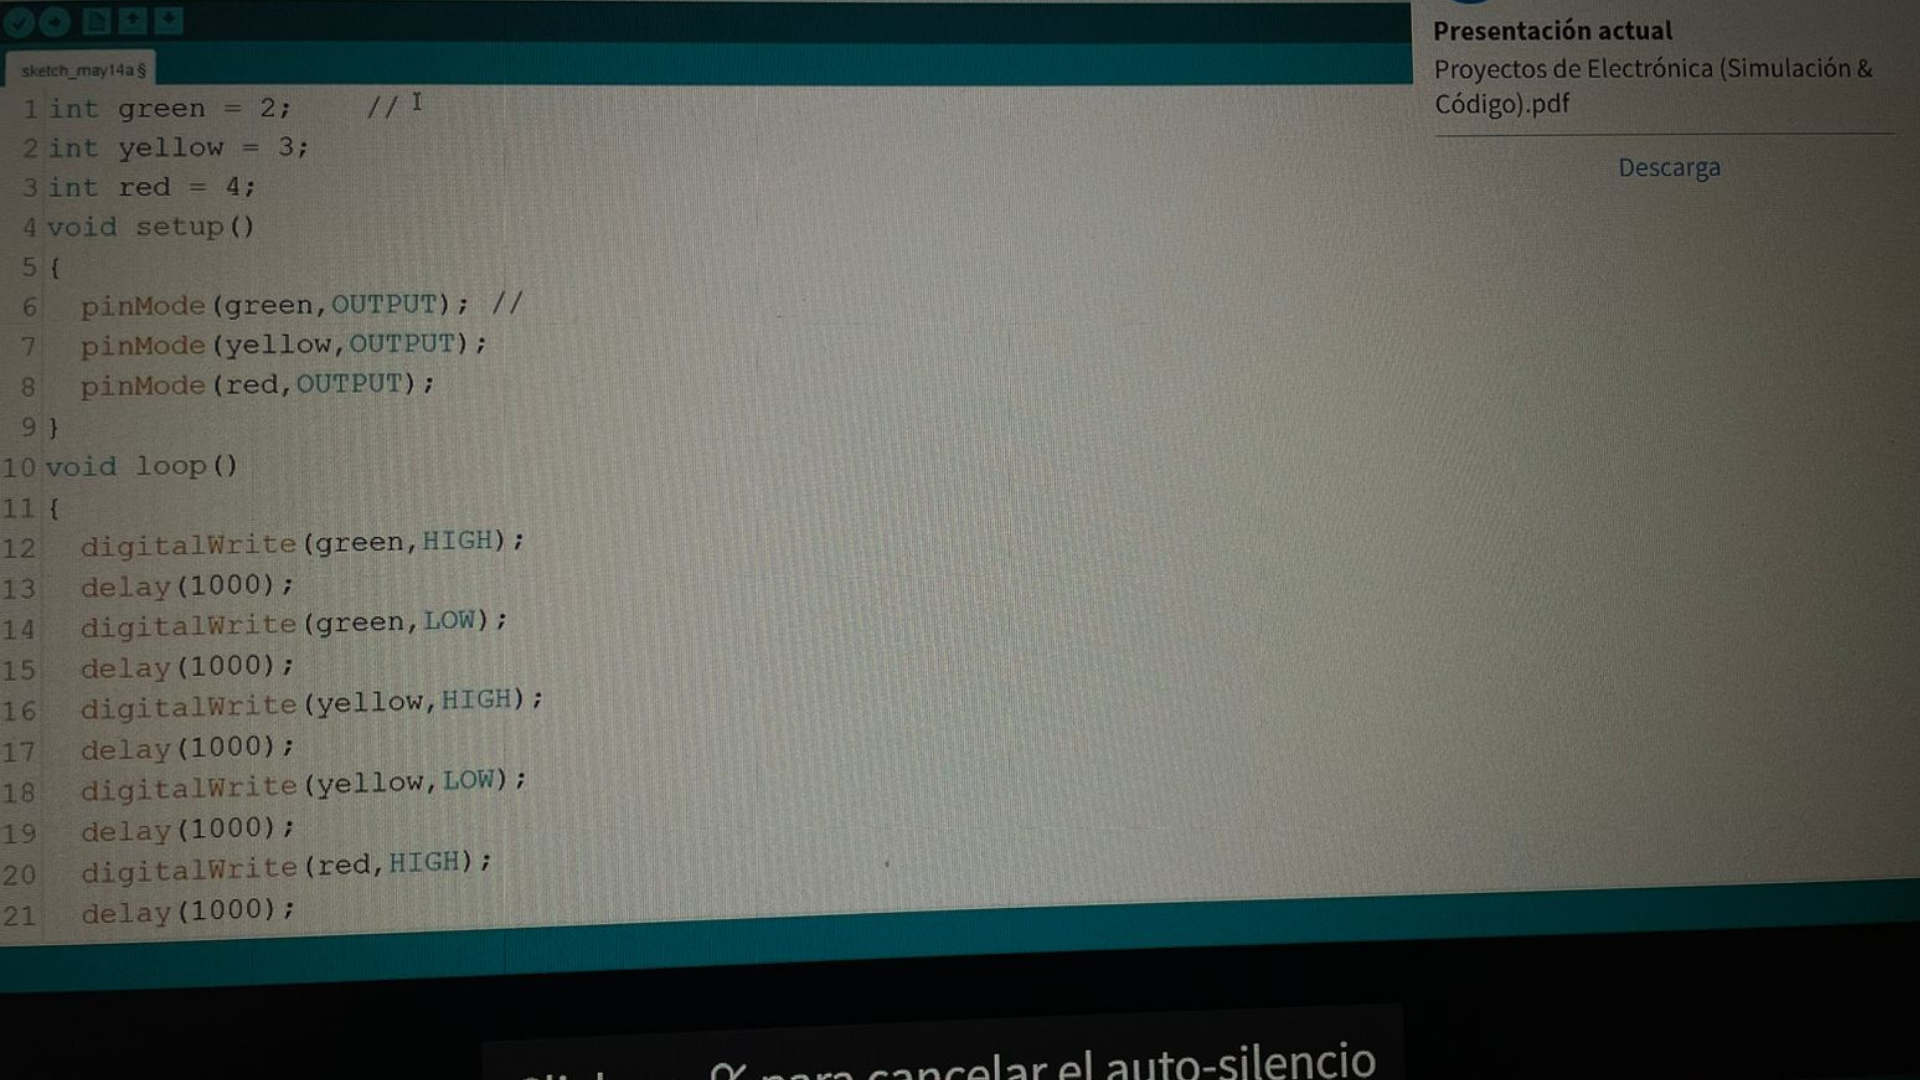 sketch_may14a §
1 int green = 2; //
2 int yellow = 3;
3 int red = 4;
4 void setup()
5 {
6 pinMode(green,OUTPUT); //
7 pinMode(yellow,OUTPUT);
8 pinMode(red,OUTPUT);
9 }
10 void loop()
11 {
12 digitalWrite(green,HIGH);
13 delay(1000);
14 digitalWrite(green,LOW);
15 delay(1000);
16 digitalWrite(yellow,HIGH);
17 delay(1000);
18 digitalWrite(yellow,LOW);
19 delay(1000);
20 digitalWrite(red,HIGH);
21 delay(1000);
Presentación actual
Proyectos de Electrónica (Simulación &
Código).pdf
Descarga
para cancelar el auto-silencio